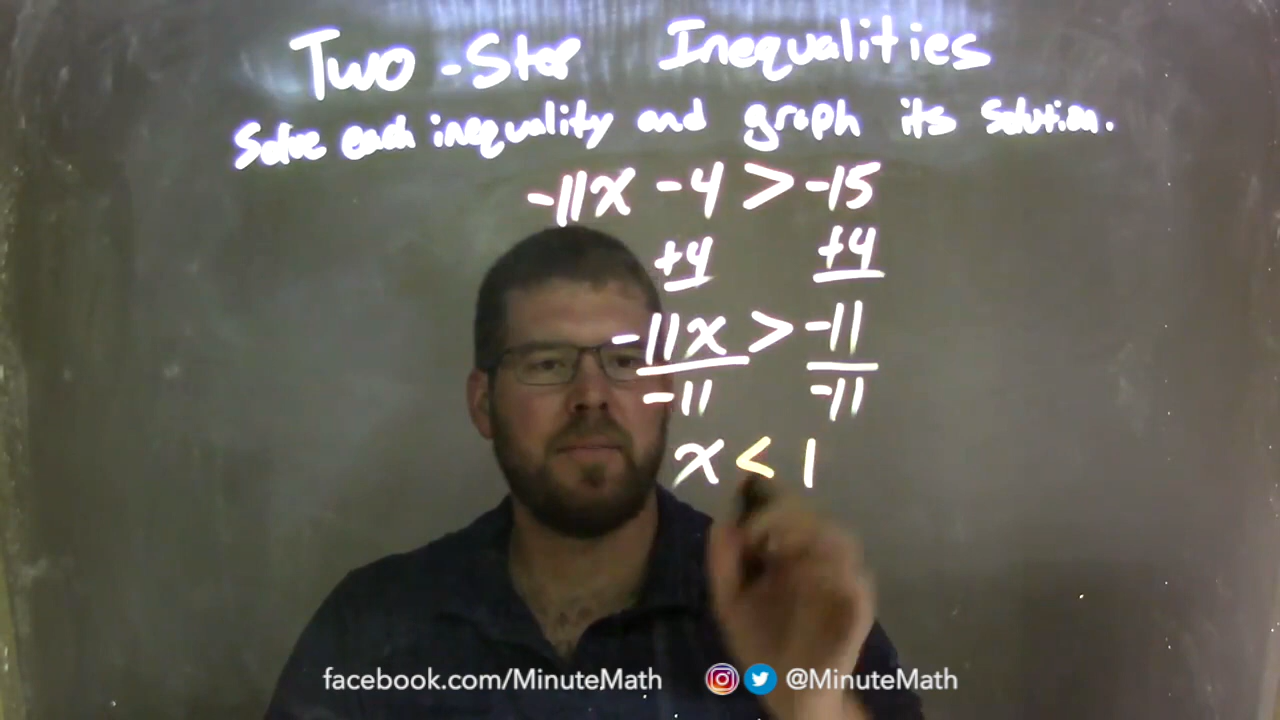 Two-Step Inequalities
Solve each inequality and graph its solution.
-11x - 4 > -15
+4 +4
-11x > -11
-11 -11
x < 1
facebook.com/MinuteMath @MinuteMath